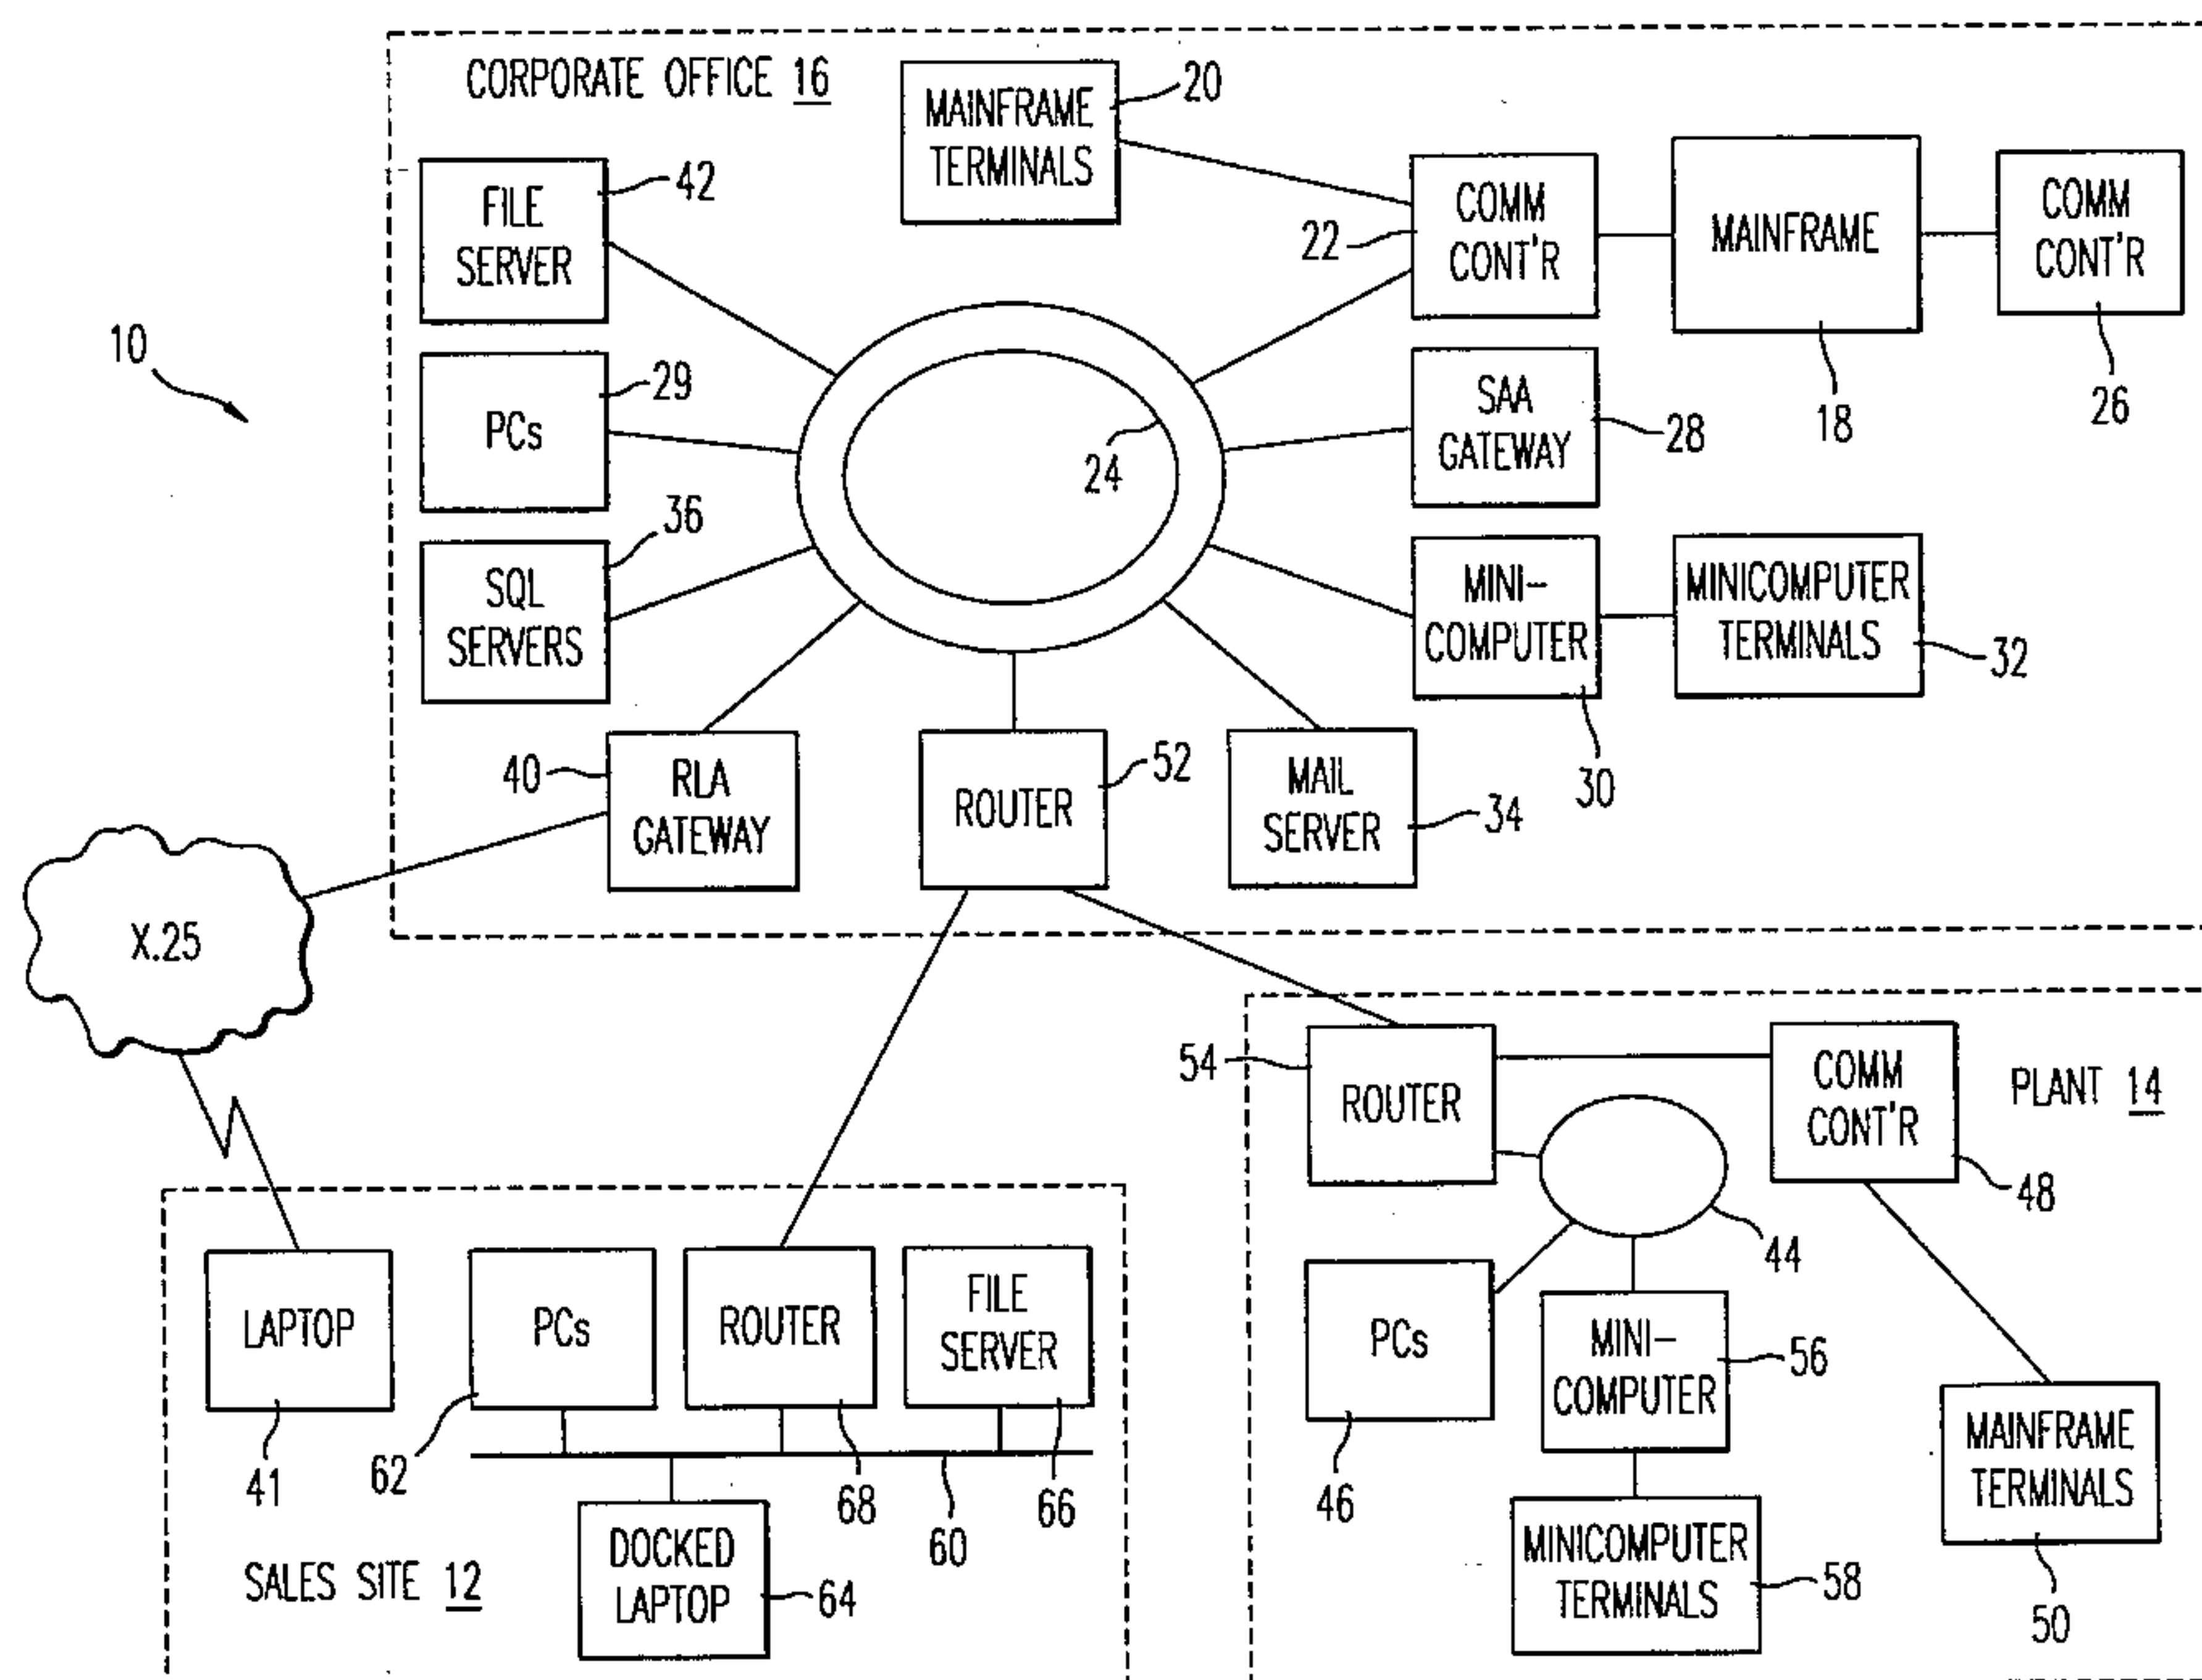 CORPORATE OFFICE 16
MAINFRAME
TERMINALS
20
FILE
SERVER
42
COMM
CONT'R
22
MAINFRAME
18
COMM
CONT'R
26
10
PCs
29
24
SAA
GATEWAY
28
SQL
SERVERS
36
MINI-
COMPUTER
30
MINICOMPUTER
TERMINALS
32
40
RLA
GATEWAY
ROUTER
52
MAIL
SERVER
34
X.25
54
ROUTER
COMM
CONT'R
48
PLANT 14
44
LAPTOP
41
PCs
62
ROUTER
68
FILE
SERVER
66
60
DOCKED
LAPTOP
64
SALES SITE 12
PCs
46
MINI-
COMPUTER
56
MINICOMPUTER
TERMINALS
58
MAINFRAME
TERMINALS
50